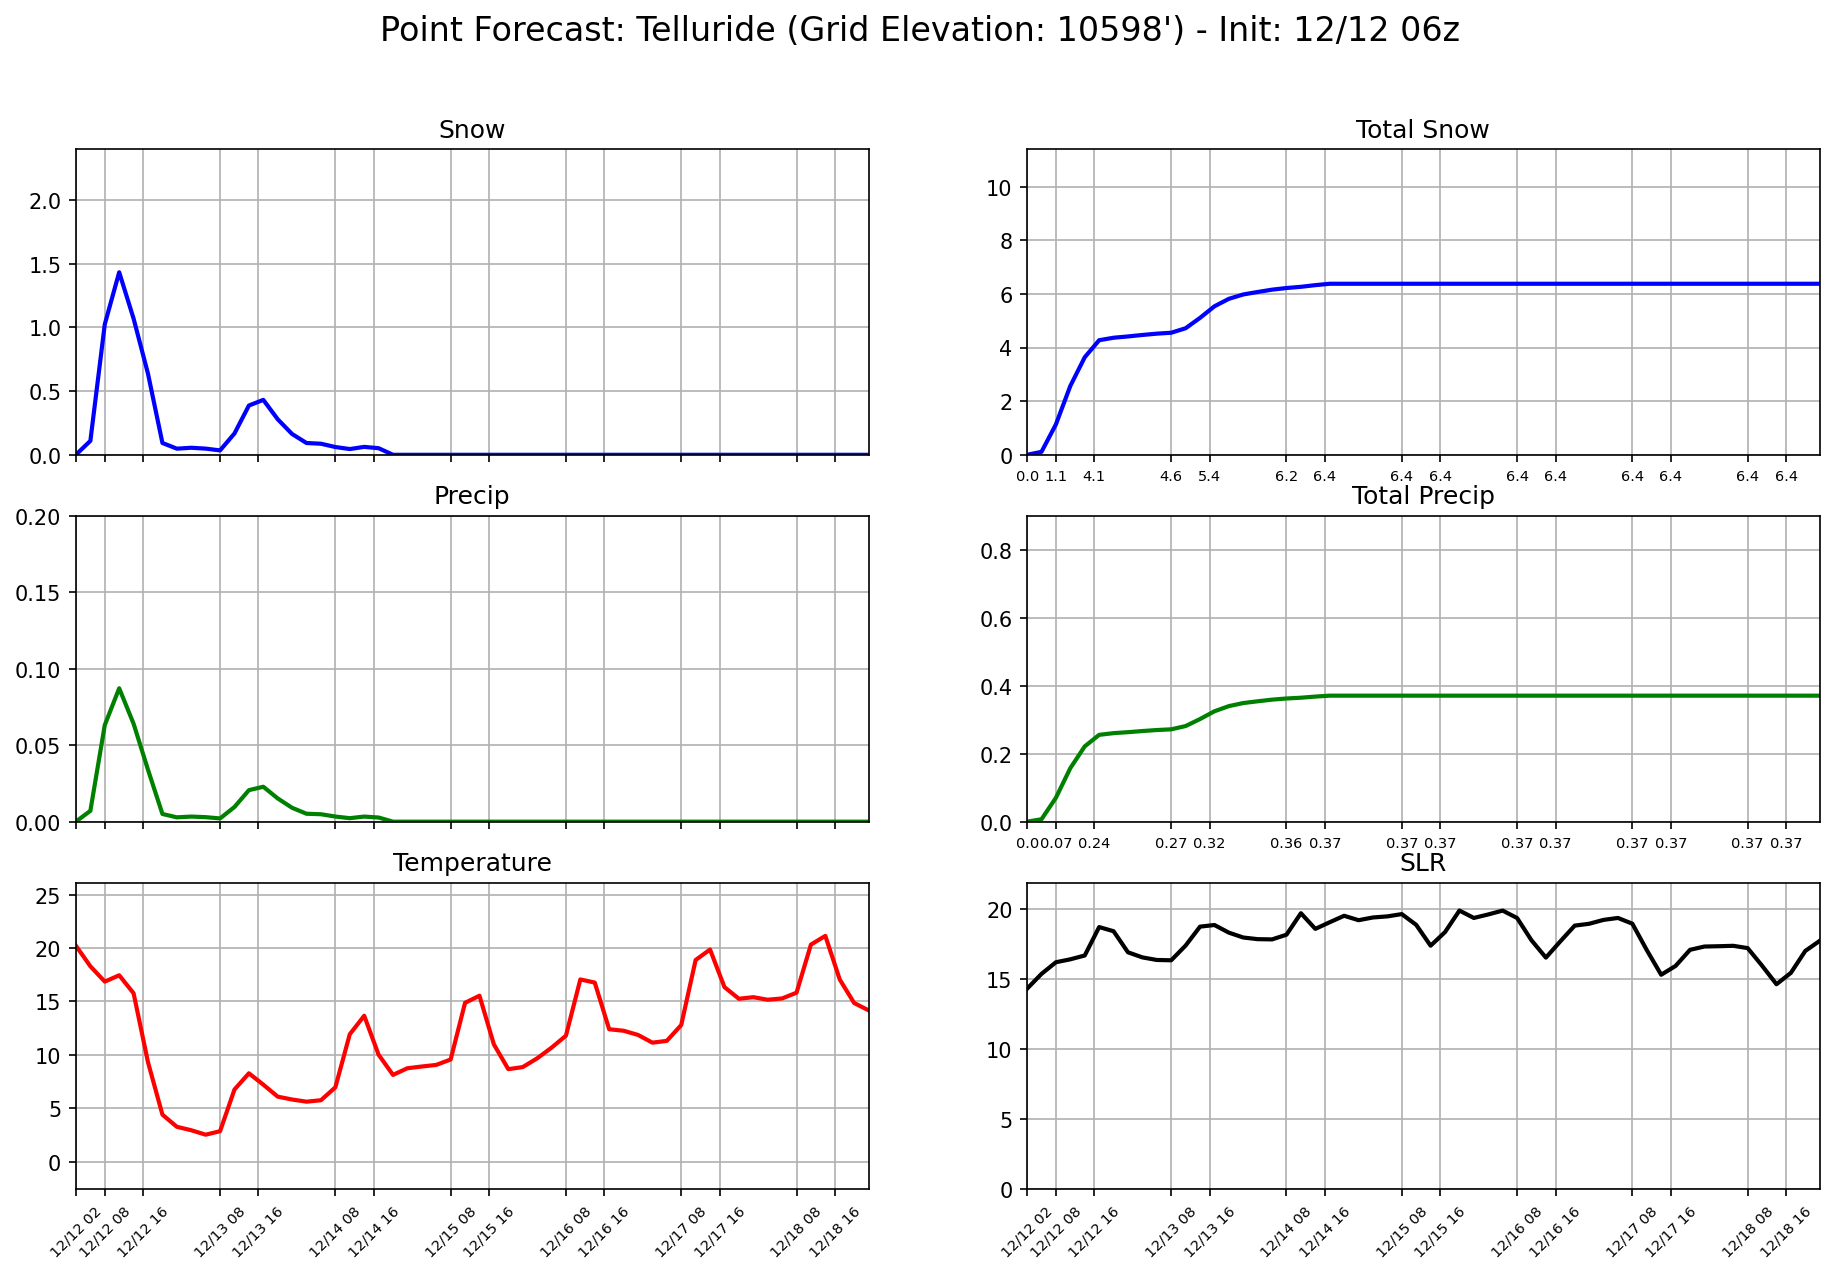 Point Forecast: Telluride (Grid Elevation: 10598') - Init: 12/12 06z
Snow
2.0
1.5
1.0
0.5
0.0
Total Snow
10
8
6
4
2
0
0.0 1.1 4.1 4.6 5.4 6.2 6.4 6.4 6.4 6.4 6.4 6.4 6.4 6.4 6.4
Precip
0.20
0.15
0.10
0.05
0.00
Total Precip
0.8
0.6
0.4
0.2
0.0
0.00 0.07 0.24 0.27 0.32 0.36 0.37 0.37 0.37 0.37 0.37 0.37 0.37 0.37 0.37
Temperature
25
20
15
10
5
0
12/12 02 12/12 08 12/12 16 12/13 08 12/13 16 12/14 08 12/14 16 12/15 08 12/15 16 12/16 08 12/16 16 12/17 08 12/17 16 12/18 08 12/18 16
SLR
20
15
10
5
0
12/12 02 12/12 08 12/12 16 12/13 08 12/13 16 12/14 08 12/14 16 12/15 08 12/15 16 12/16 08 12/16 16 12/17 08 12/17 16 12/18 08 12/18 16